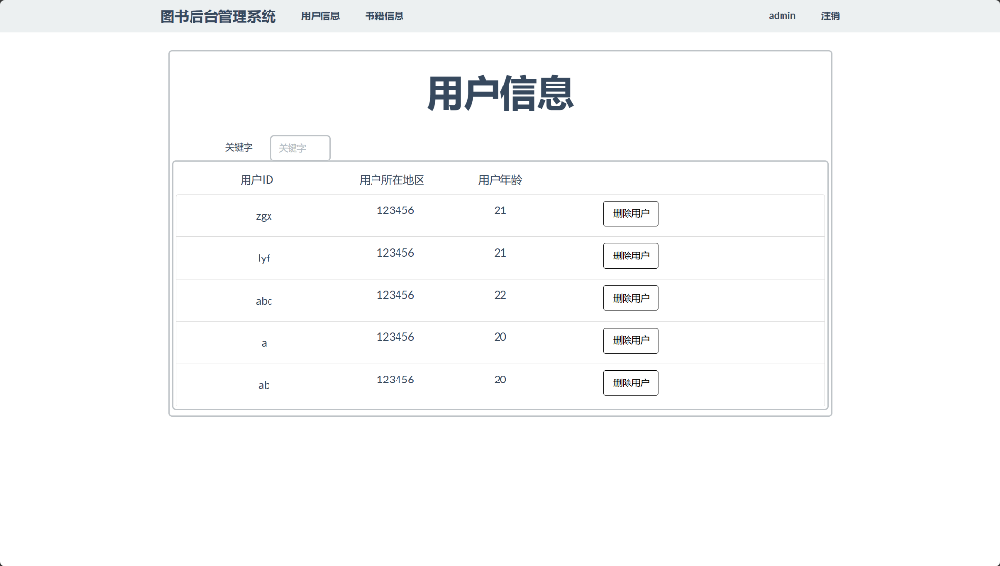 图书后台管理系统 用户信息 书籍信息 admin 注销
用户信息
关键字 关键字
用户ID 用户所在地区 用户年龄
zgx 123456 21 删除用户
lyf 123456 21 删除用户
abc 123456 22 删除用户
a 123456 20 删除用户
ab 123456 20 删除用户